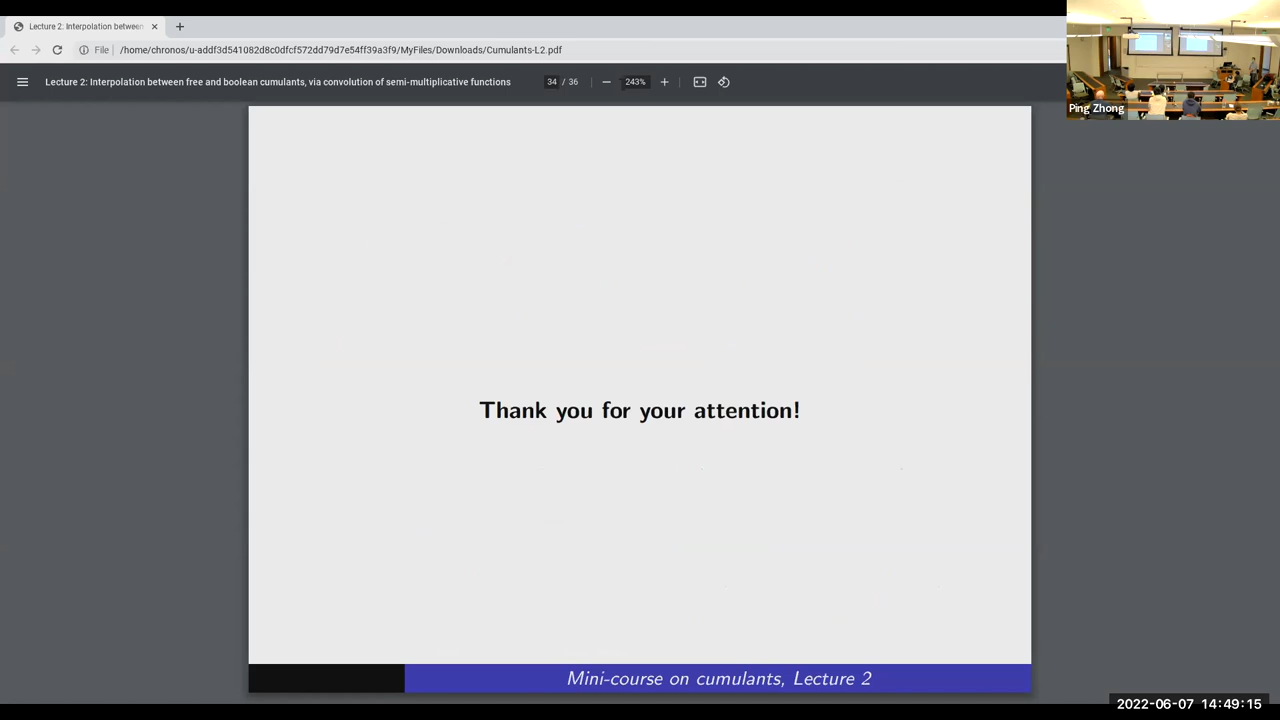 Lecture 2: Interpolation between
File
/home/chronos/u-addf3d541082d8c0dfcf572dd79d7e54ff39a3f9/MyFiles/Downloads/Cumulants-L2.pdf
Lecture 2: Interpolation between free and boolean cumulants, via convolution of semi-multiplicative functions
34 / 36
243%
Ping Zhong
Thank you for your attention!
Mini-course on cumulants, Lecture 2
2022-06-07 14:49:15